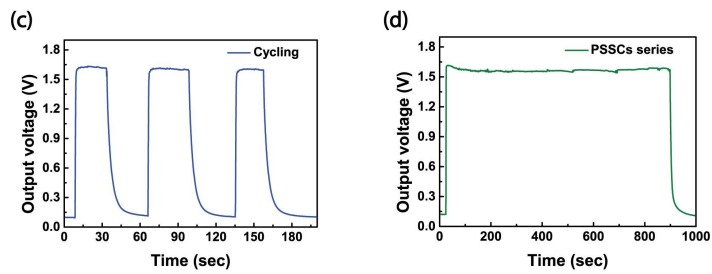 (c)
Cycling
Output voltage (V)
1.8
1.5
1.2
0.9
0.6
0.3
0.0
0 30 60 90 120 150 180
Time (sec)
(d)
PSSCs series
Output voltage (V)
1.8
1.5
1.2
0.9
0.6
0.3
0.0
0 200 400 600 800 1000
Time (sec)